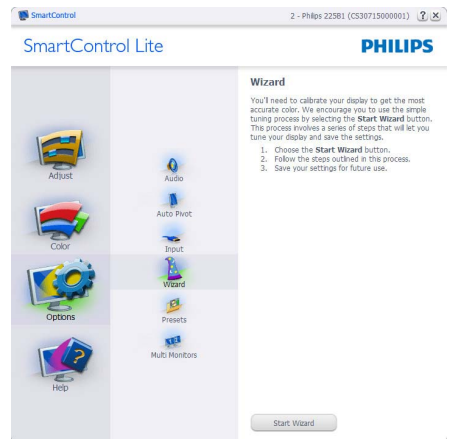 SmartControl
2 - Philips 225B1 (CS30715000001)
?
X
SmartControl Lite
PHILIPS
Adjust
Color
Options
Help
Audio
Auto Pivot
Input
Wizard
Presets
Multi Monitors
Wizard
You'll need to calibrate your display to get the most
accurate color. We encourage you to use the simple
tuning process by selecting the Start Wizard button.
This process involves a series of steps that will let you
tune your display and save the settings.
1. Choose the Start Wizard button.
2. Follow the steps outlined in this process.
3. Save your settings for future use.
Start Wizard